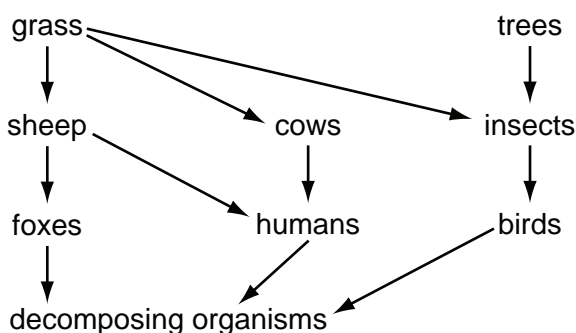 grass trees
sheep cows insects
foxes humans birds
decomposing organisms